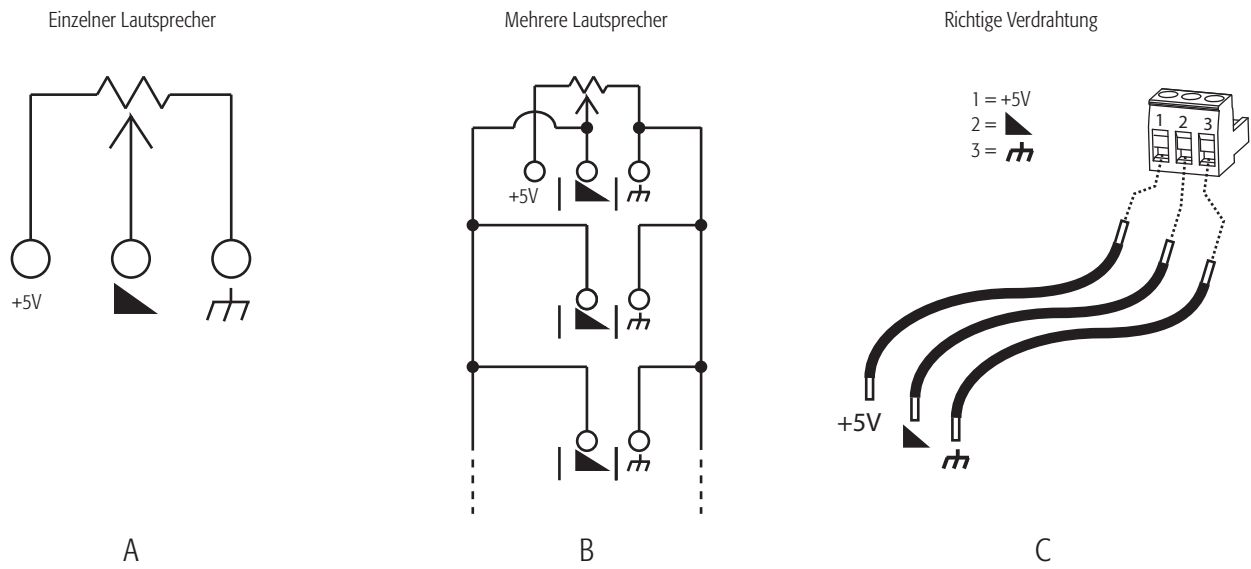 Einzelner Lautsprecher
+5V
A
Mehrere Lautsprecher
+5V
B
Richtige Verdrahtung
1 = +5V
2 =
3 =
1 2 3
+5V
C